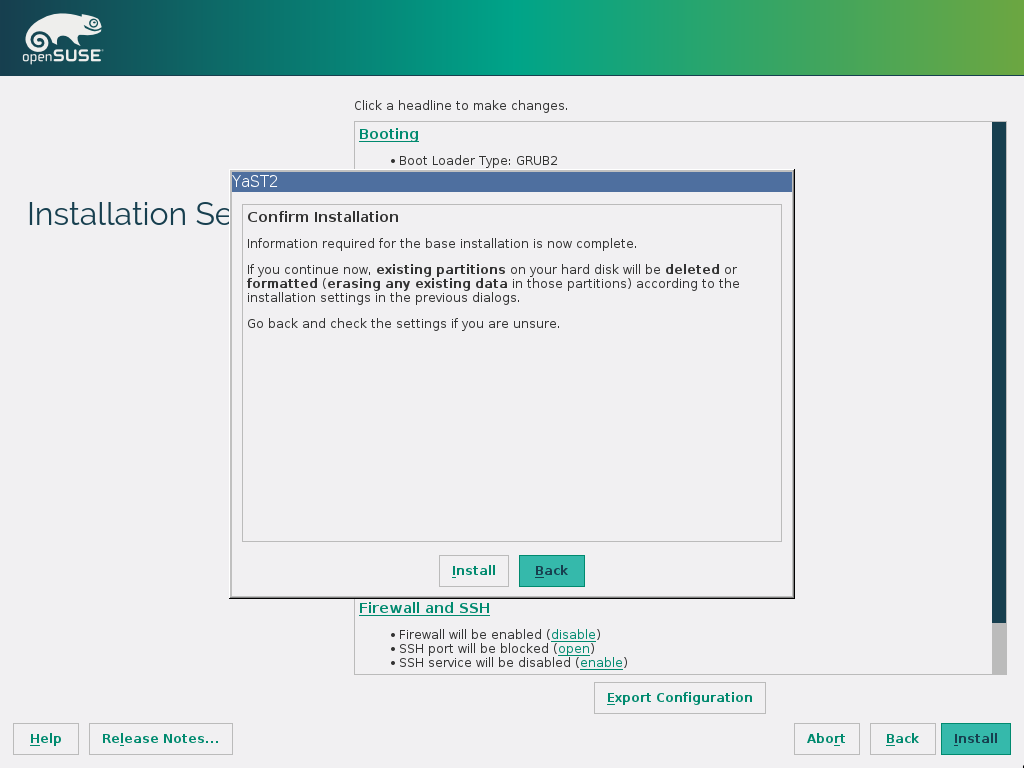 openSUSE
Click a headline to make changes.
Booting
• Boot Loader Type: GRUB2
Installation Se
YaST2
Confirm Installation
Information required for the base installation is now complete.
If you continue now, existing partitions on your hard disk will be deleted or
formatted (erasing any existing data in those partitions) according to the
installation settings in the previous dialogs.
Go back and check the settings if you are unsure.
Install Back
Firewall and SSH
• Firewall will be enabled (disable)
• SSH port will be blocked (open)
• SSH service will be disabled (enable)
Export Configuration
Help Release Notes... Abort Back Install